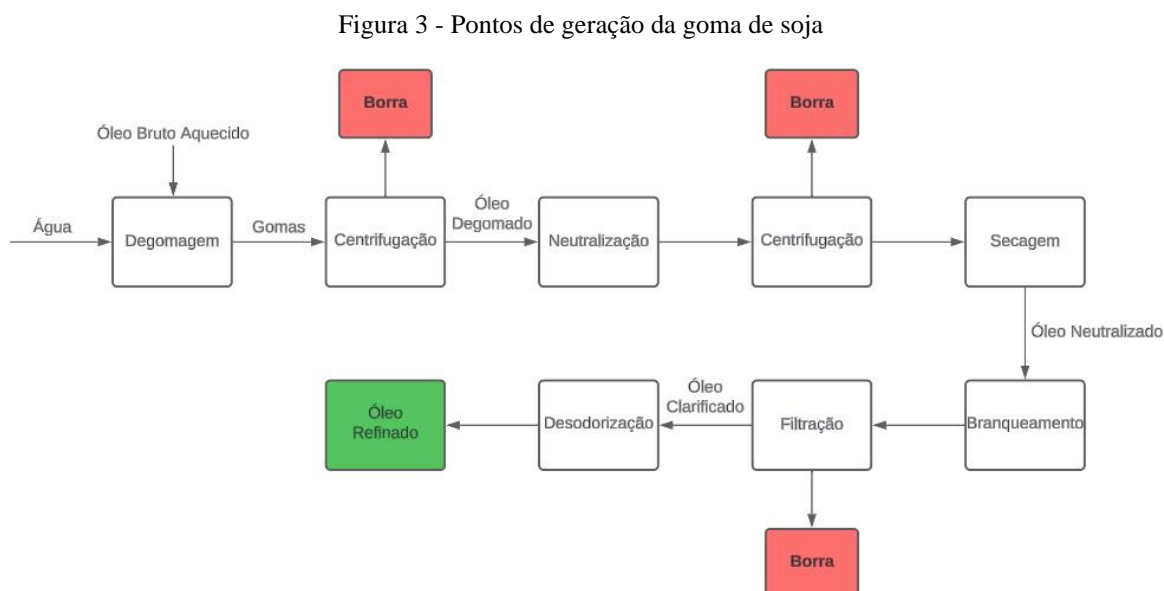 Figura 3 - Pontos de geração da goma de soja
Borra
Borra
Óleo Bruto Aquecido
Água
Degomagem
Gomas
Centrifugação
Óleo
Degomado
Neutralização
Centrifugação
Secagem
Óleo Neutralizado
Óleo
Refinado
Desodorização
Óleo
Clarificado
Filtração
Branqueamento
Borra